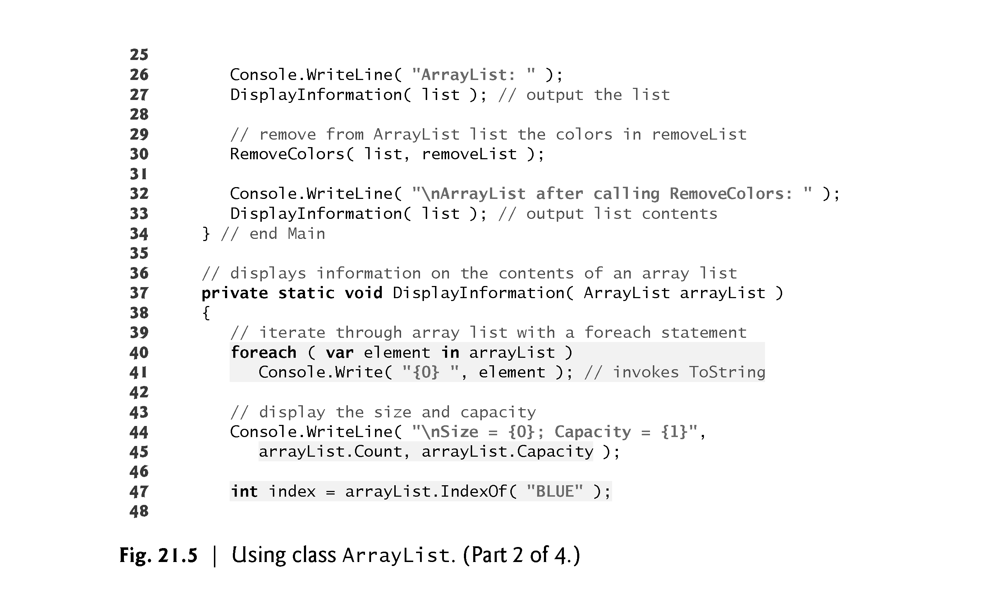 25
26 Console.WriteLine( "ArrayList: " );
27 DisplayInformation( list ); // output the list
28
29 // remove from ArrayList list the colors in removeList
30 RemoveColors( list, removeList );
31
32 Console.WriteLine( "\nArrayList after calling RemoveColors: " );
33 DisplayInformation( list ); // output list contents
34 } // end Main
35
36 // displays information on the contents of an array list
37 private static void DisplayInformation( ArrayList arrayList )
38 {
39 // iterate through array list with a foreach statement
40 foreach ( var element in arrayList )
41 Console.Write( "{0} ", element ); // invokes ToString
42
43 // display the size and capacity
44 Console.WriteLine( "\nSize = {0}; Capacity = {1}",
45 arrayList.Count, arrayList.Capacity );
46
47 int index = arrayList.IndexOf( "BLUE" );
48
Fig. 21.5 | Using class ArrayList. (Part 2 of 4.)